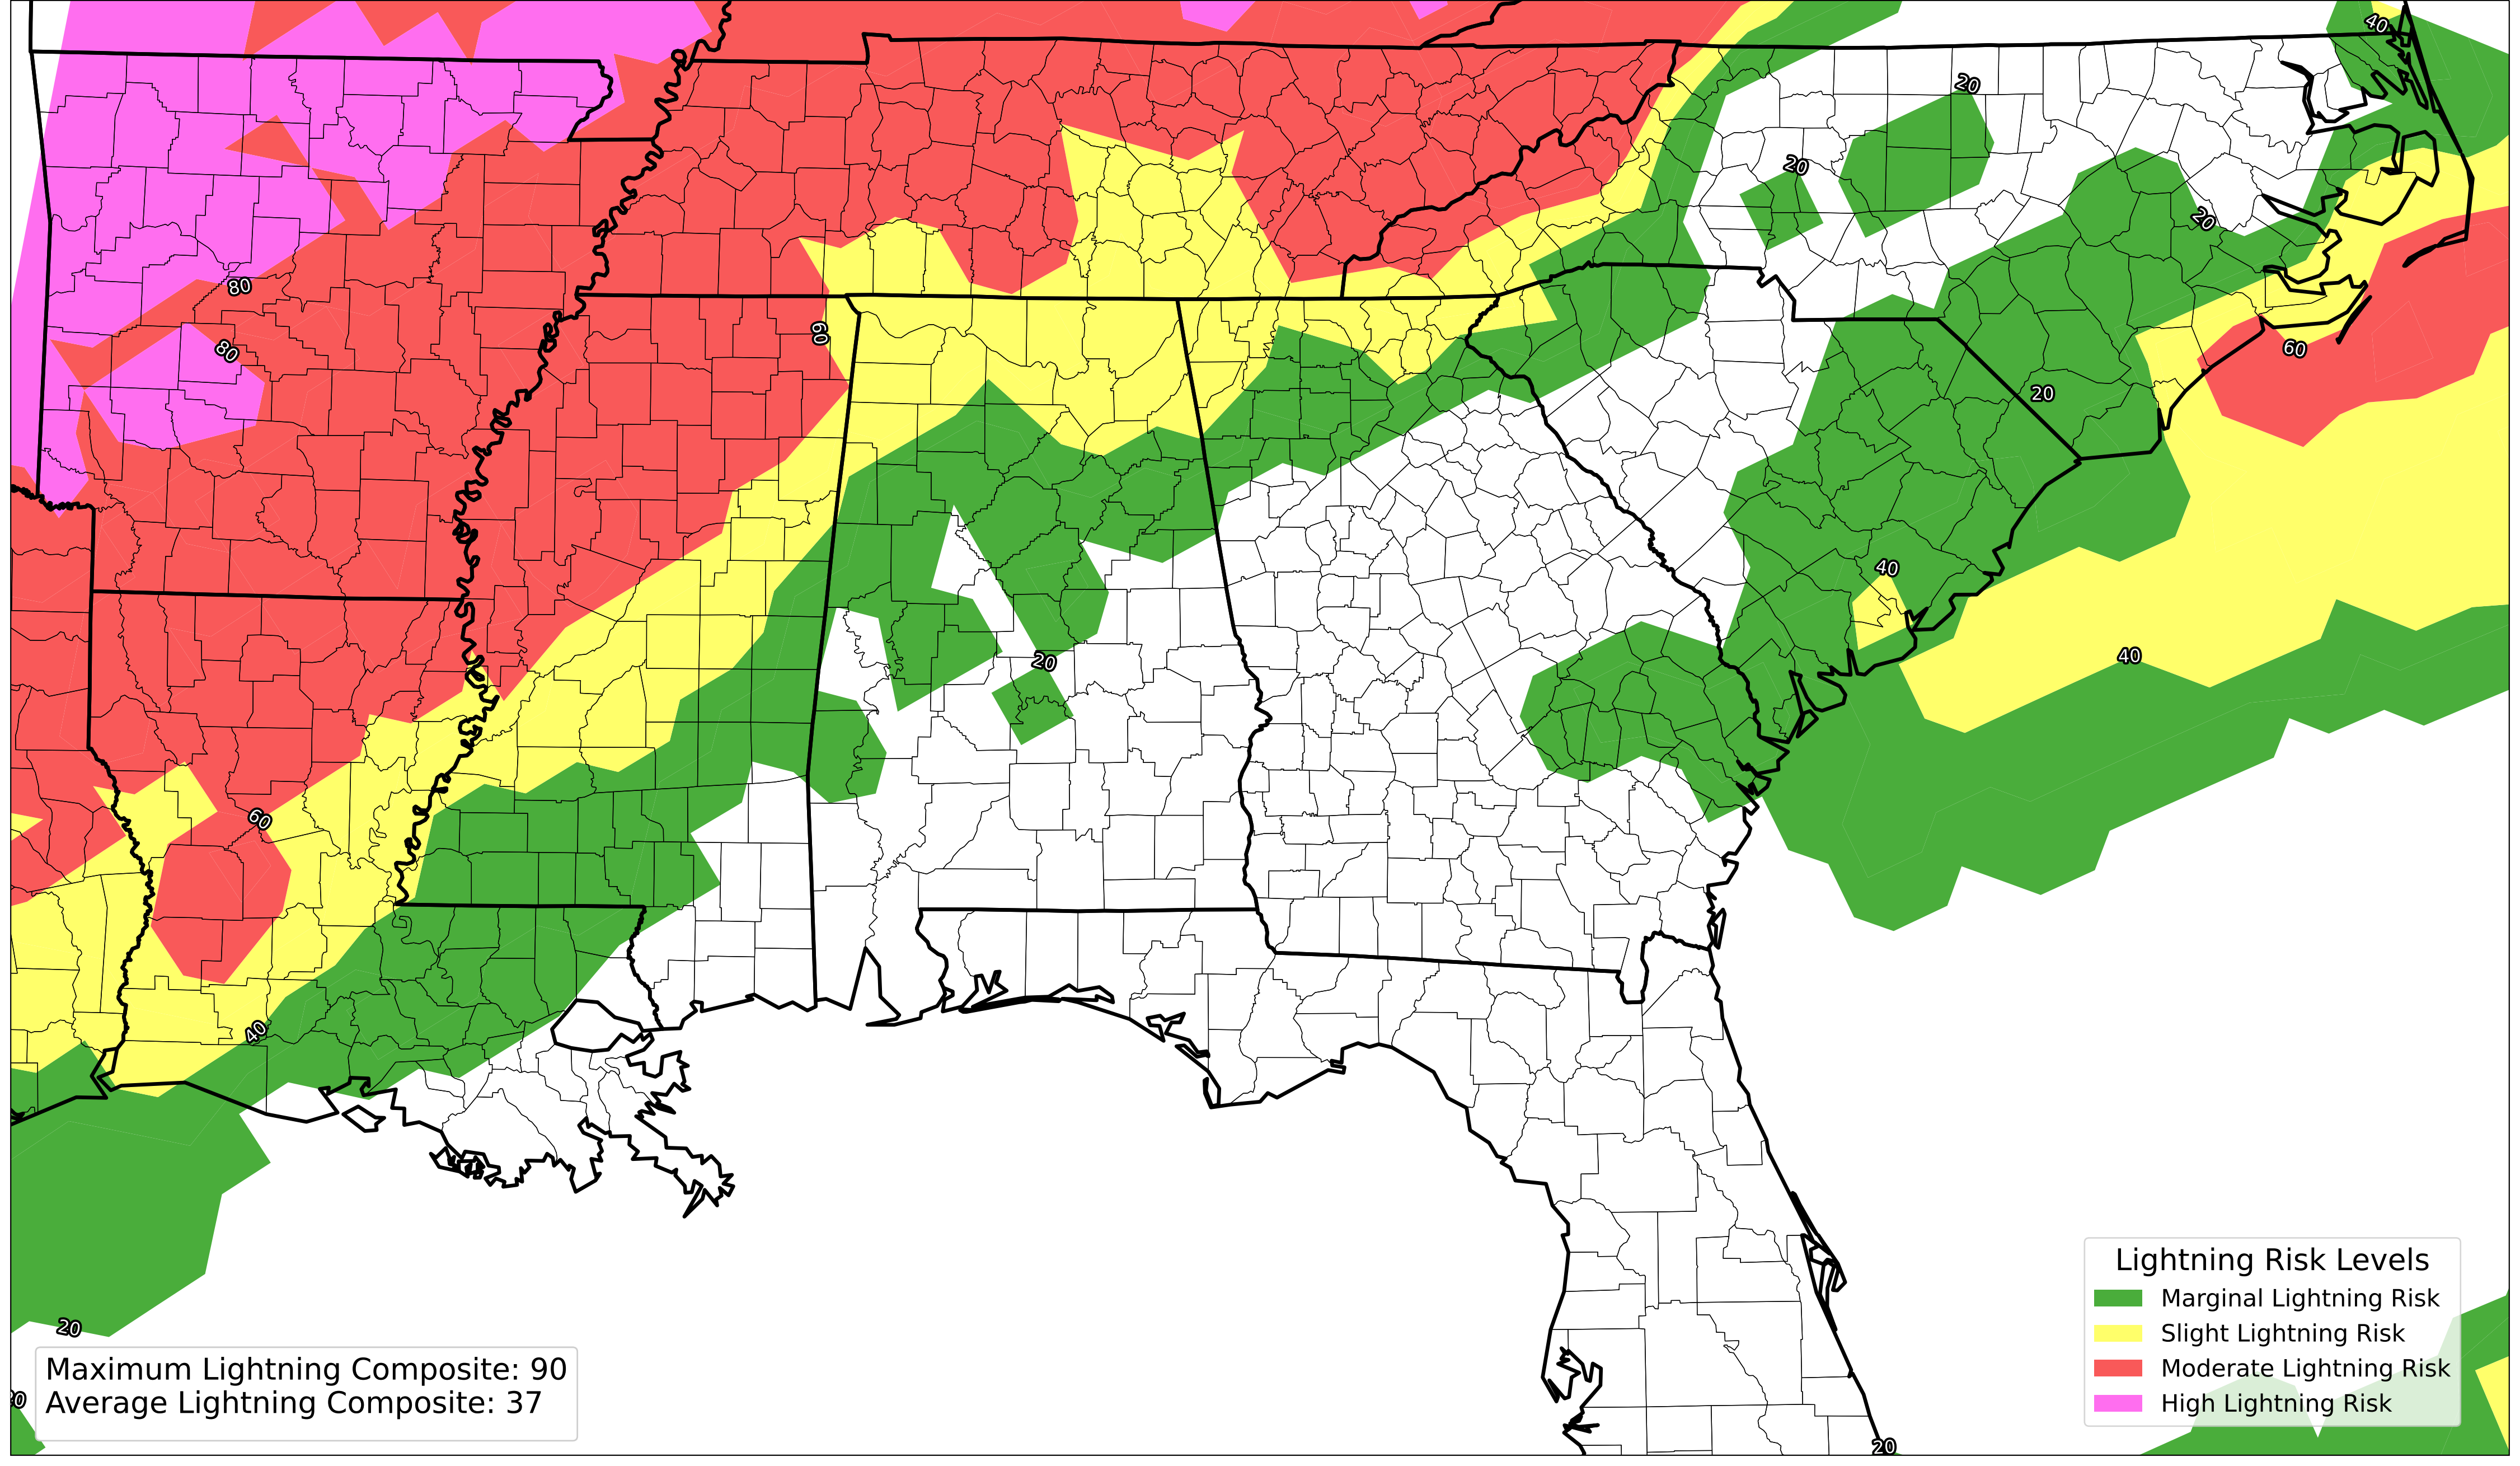 40
20
20
20
80
60
60
80
20
40
20
40
60
40
20
20
Lightning Risk Levels
Marginal Lightning Risk
Slight Lightning Risk
Moderate Lightning Risk
High Lightning Risk
Maximum Lightning Composite: 90
Average Lightning Composite: 37